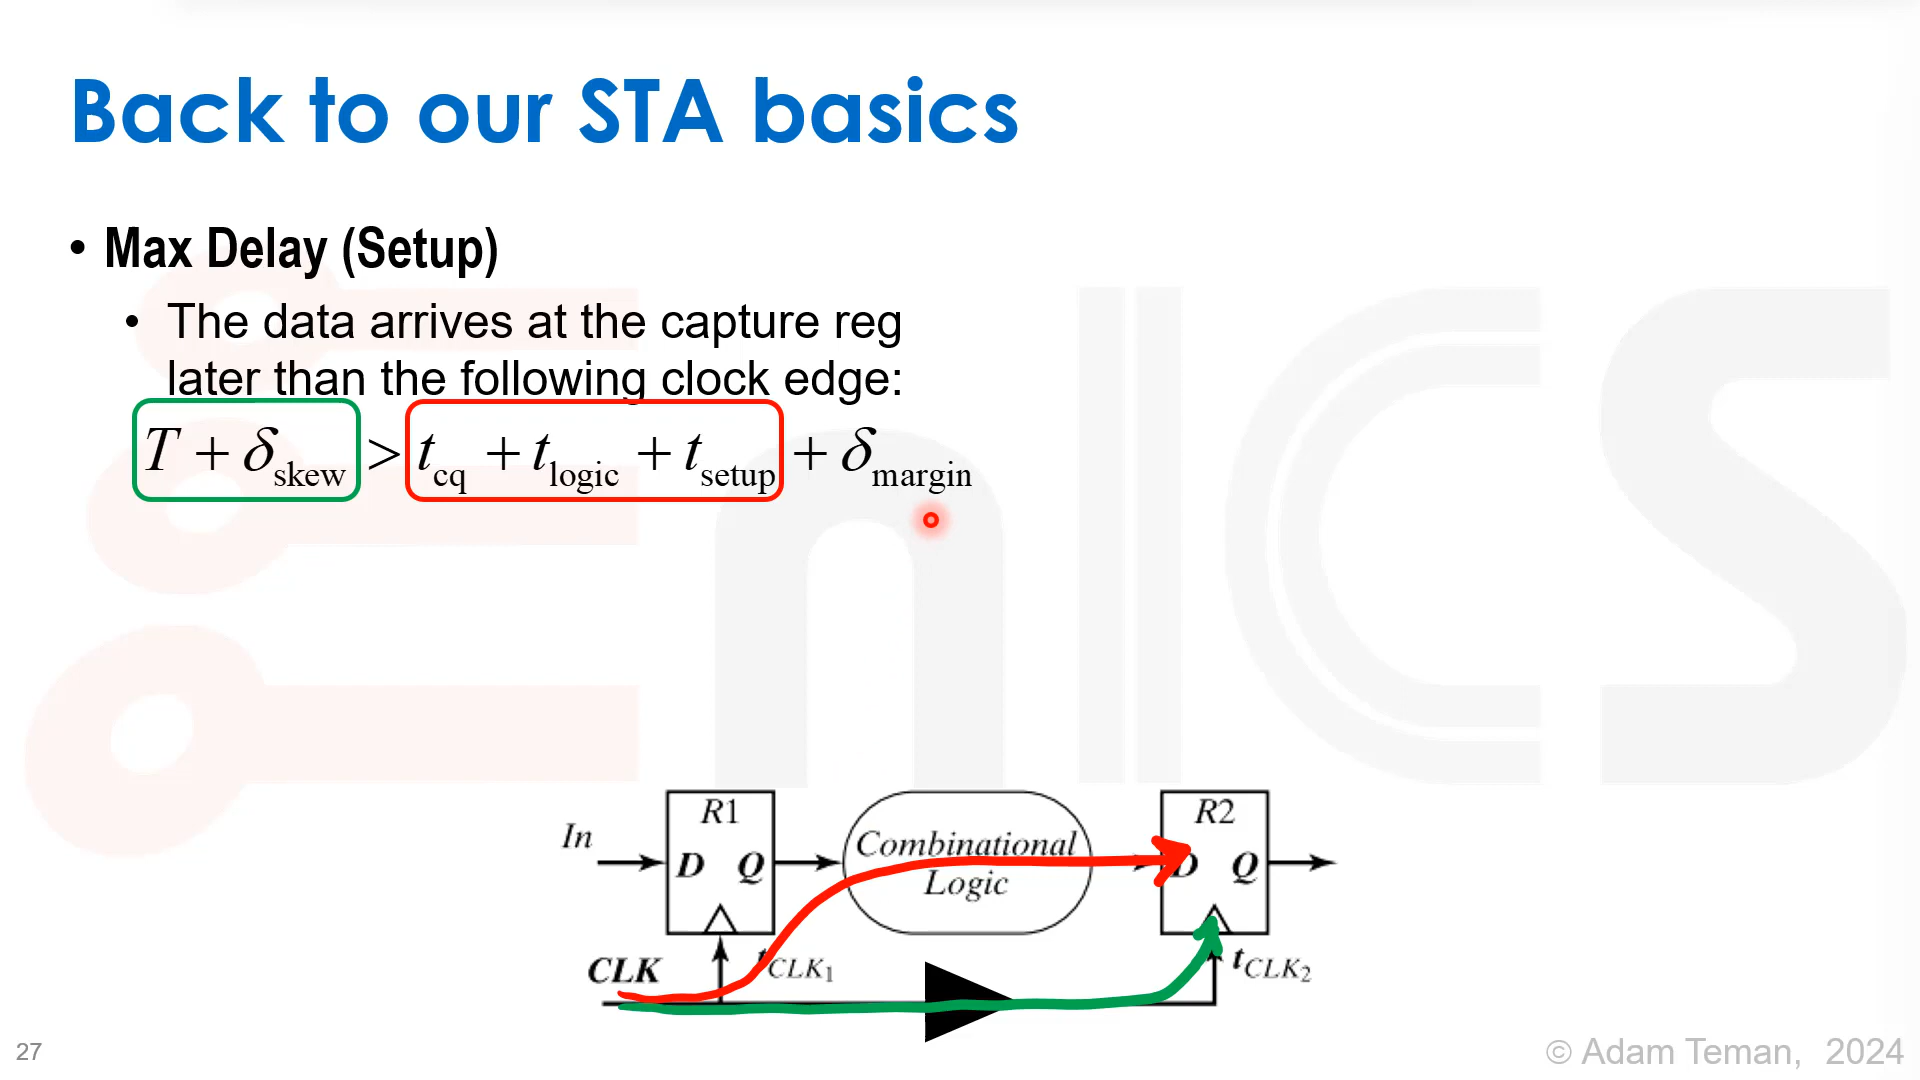 Back to our STA basics
• Max Delay (Setup)
• The data arrives at the capture reg
later than the following clock edge:
T + δskew > tcq + tlogic + tsetup + δmargin
In
R1
D Q
Combinational
Logic
R2
D Q
CLK
tCLK1
tCLK2
nICS
27
© Adam Teman, 2024